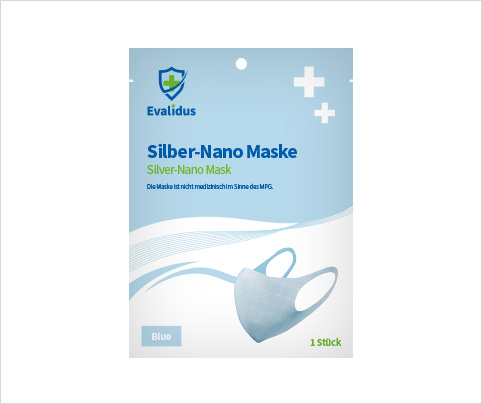 Evalidus
Silber-Nano Maske
Silver-Nano Mask
Die Maske ist nicht medizinisch im Sinne des MPG.
Blue
1 Stück